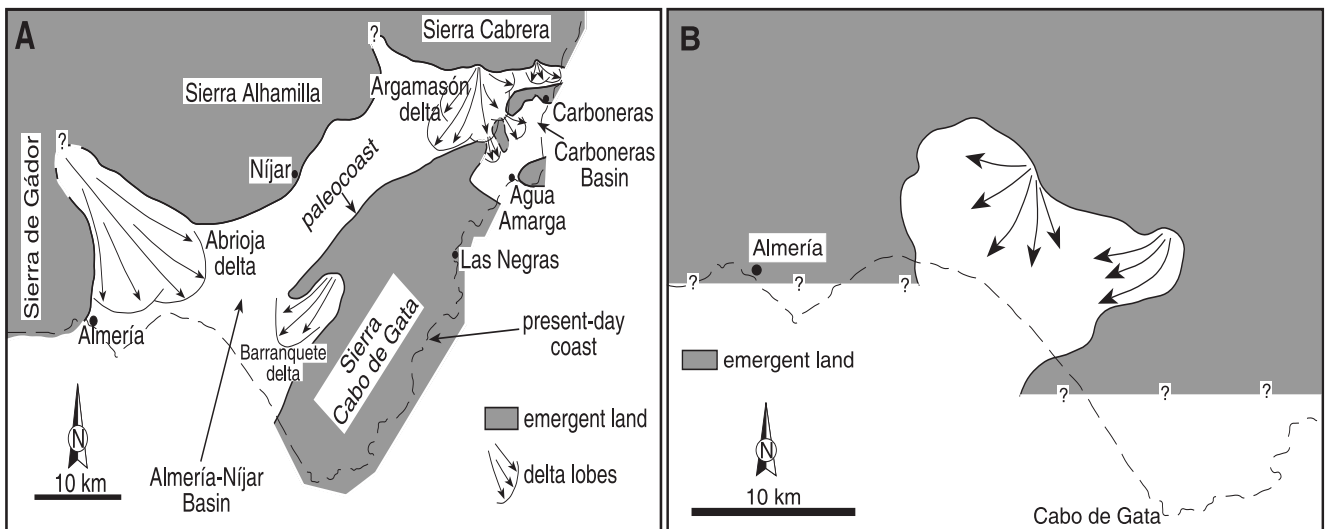 A
Sierra Cabrera
?
Sierra Alhamilla
Argamasón
delta
Carboneras
Carboneras
Basin
?
Níjar
paleocoast
Agua
Amarga
Sierra de Gádor
Abrioja
delta
Las Negras
Almería
Barranquete
delta
Sierra
Cabo de Gata
present-day
coast
N
10 km
Almería-Níjar
Basin
emergent land
delta lobes
B
Almería
?
?
?
emergent land
?
?
?
N
10 km
Cabo de Gata